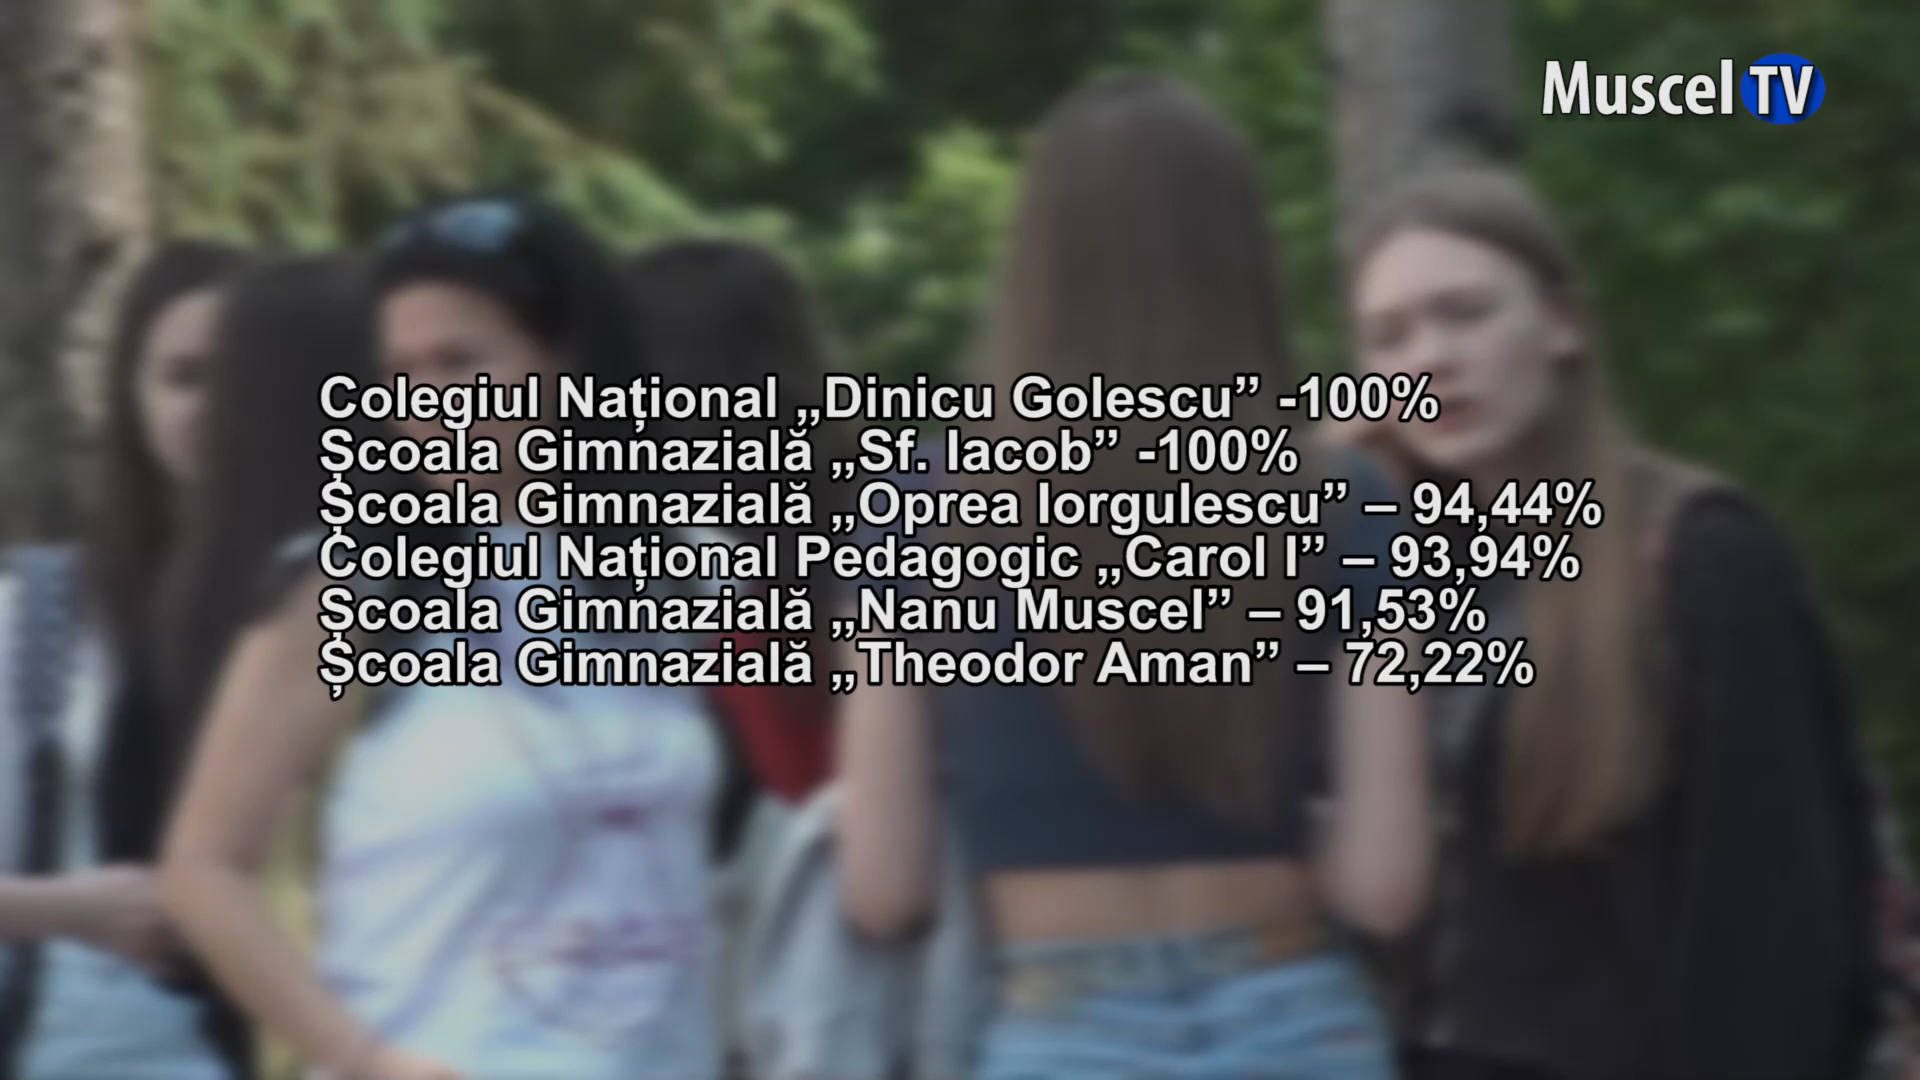 Muscel TV
Colegiul Național „Dinicu Golescu” -100%
Școala Gimnazială „Sf. Iacob” -100%
Școala Gimnazială „Oprea Iorgulescu” – 94,44%
Colegiul Național Pedagogic „Carol I” – 93,94%
Școala Gimnazială „Nanu Muscel” – 91,53%
Școala Gimnazială „Theodor Aman” – 72,22%